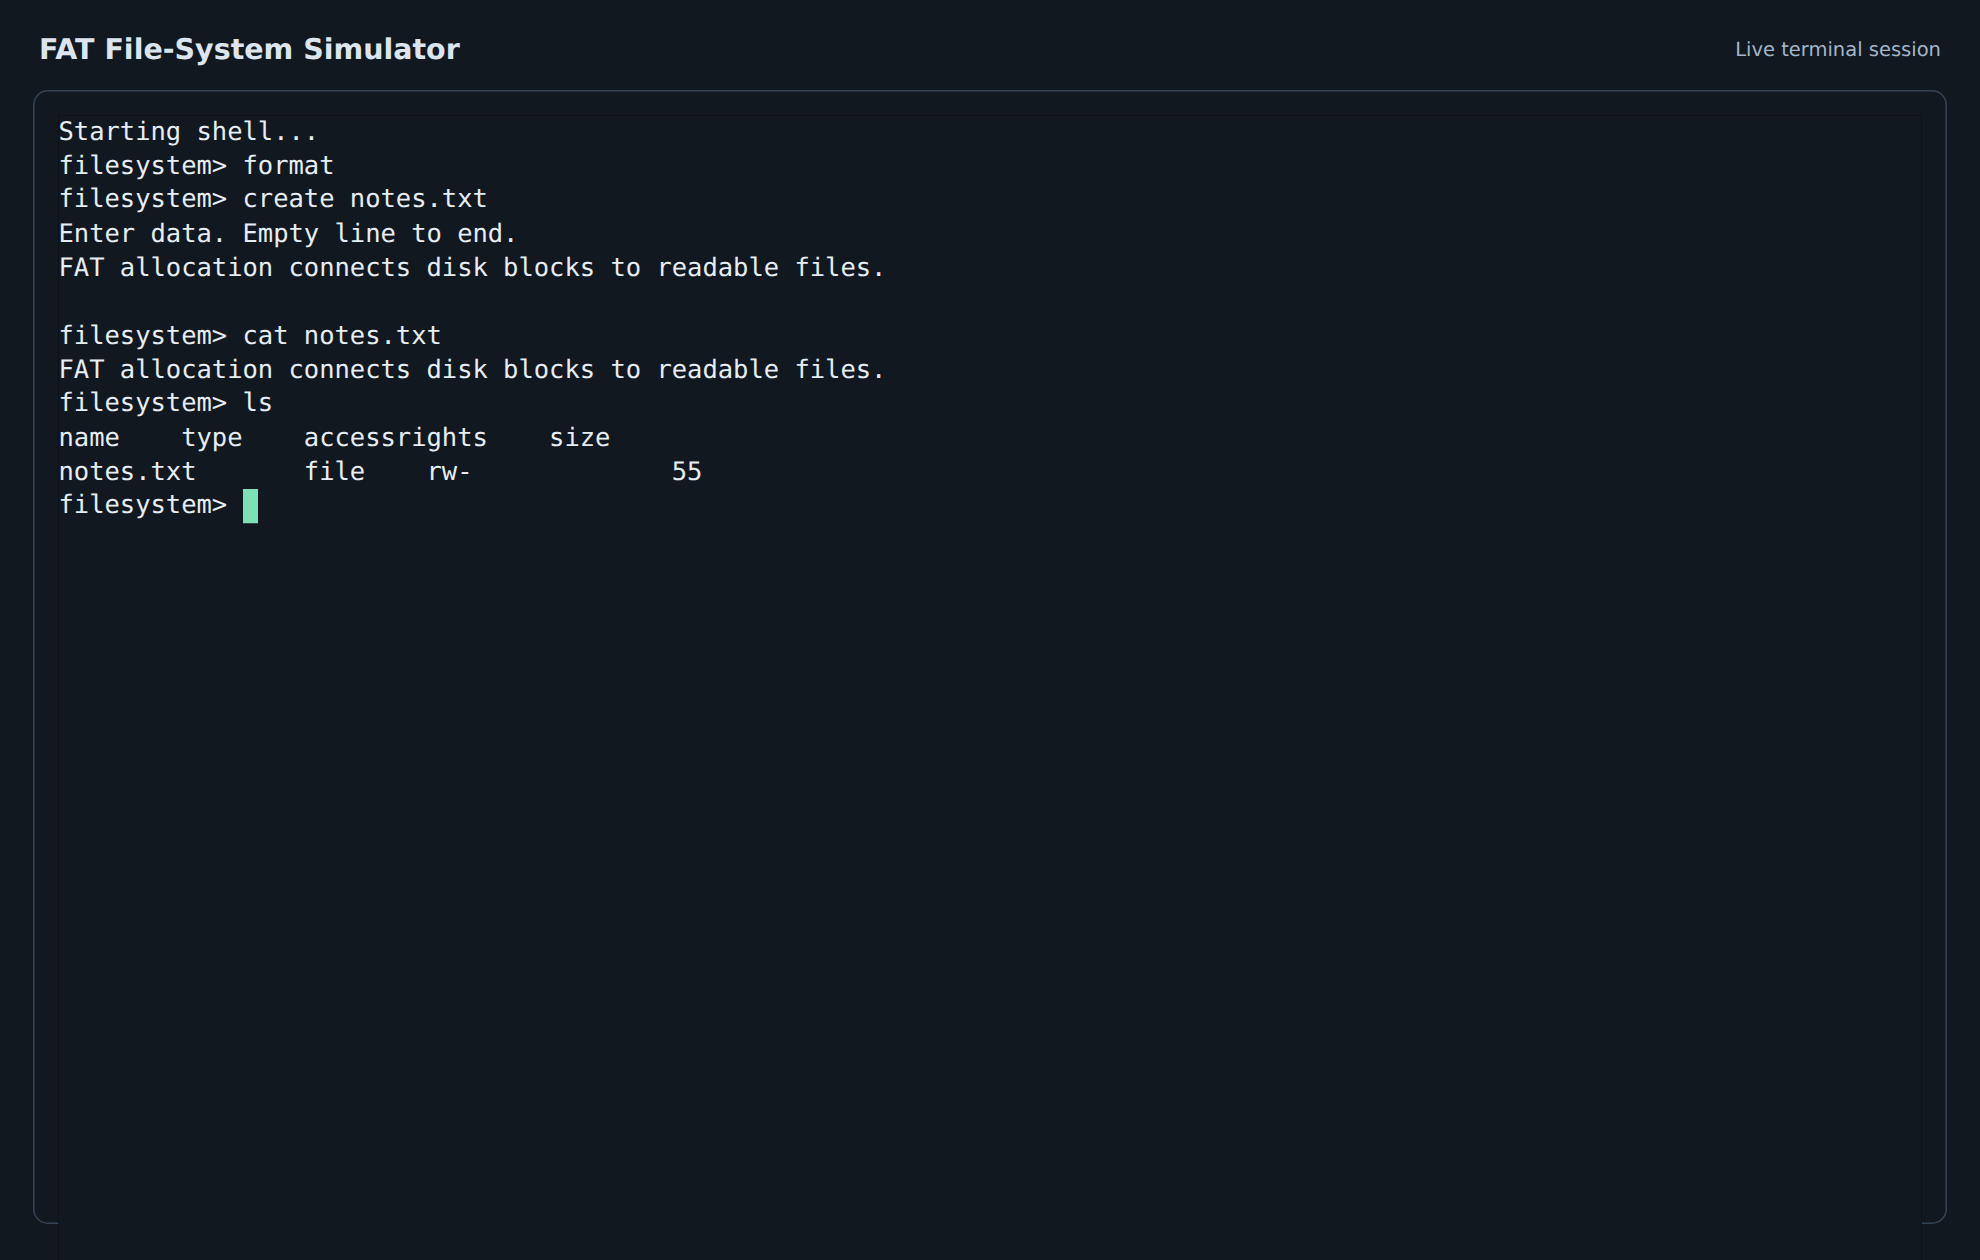 FAT File-System Simulator
Live terminal session
Starting shell...
filesystem> format
filesystem> create notes.txt
Enter data. Empty line to end.
FAT allocation connects disk blocks to readable files.

filesystem> cat notes.txt
FAT allocation connects disk blocks to readable files.
filesystem> ls
name    type    accessrights    size
notes.txt       file    rw-             55
filesystem>